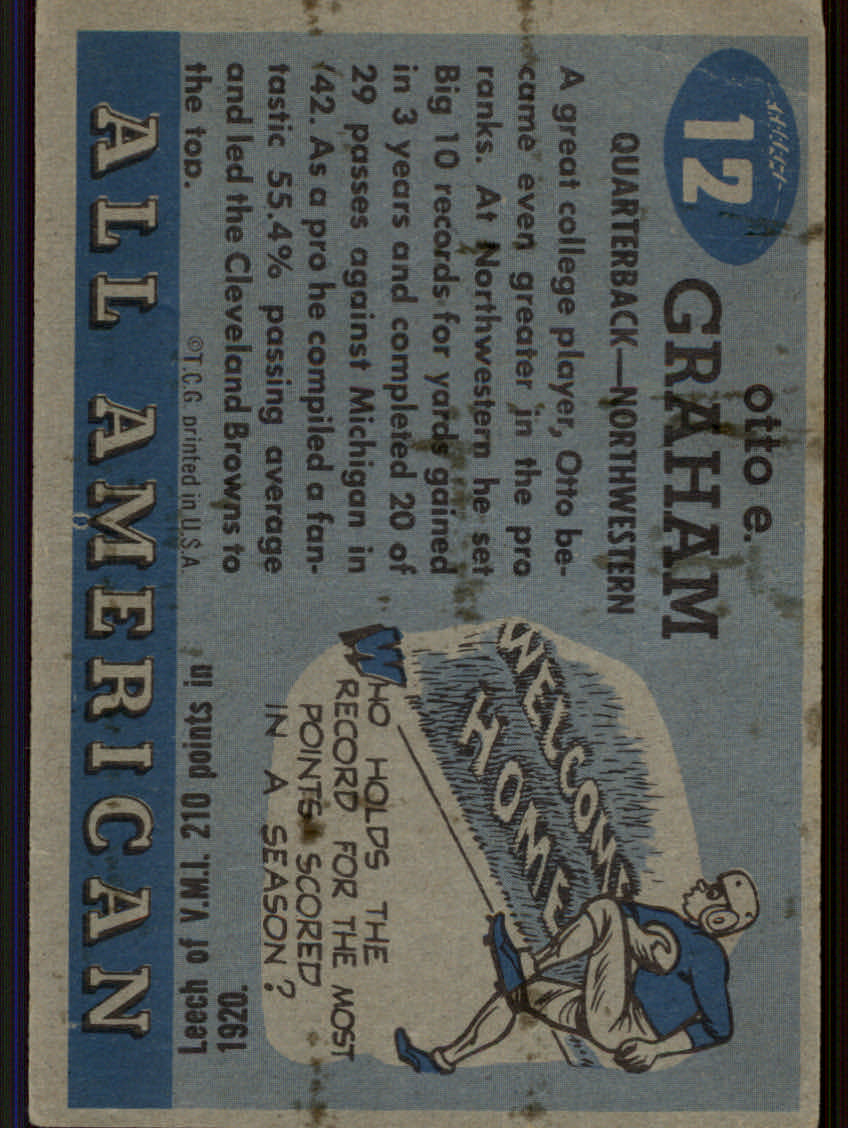 12
otto e.
GRAHAM
QUARTERBACK—NORTHWESTERN
A great college player, Otto be-
came even greater in the pro
ranks. At Northwestern he set
Big 10 records for yards gained
in 3 years and completed 20 of
29 passes against Michigan in
'42. As a pro he compiled a fan-
tastic 55.4% passing average
and led the Cleveland Browns to
the top.
©T.C.G. printed in U.S.A.
WELCOME
HOME
WHO HOLDS THE
RECORD FOR THE MOST
POINTS SCORED
IN A SEASON?
Leech of V.M.I. 210 points in
1920.
ALL AMERICAN